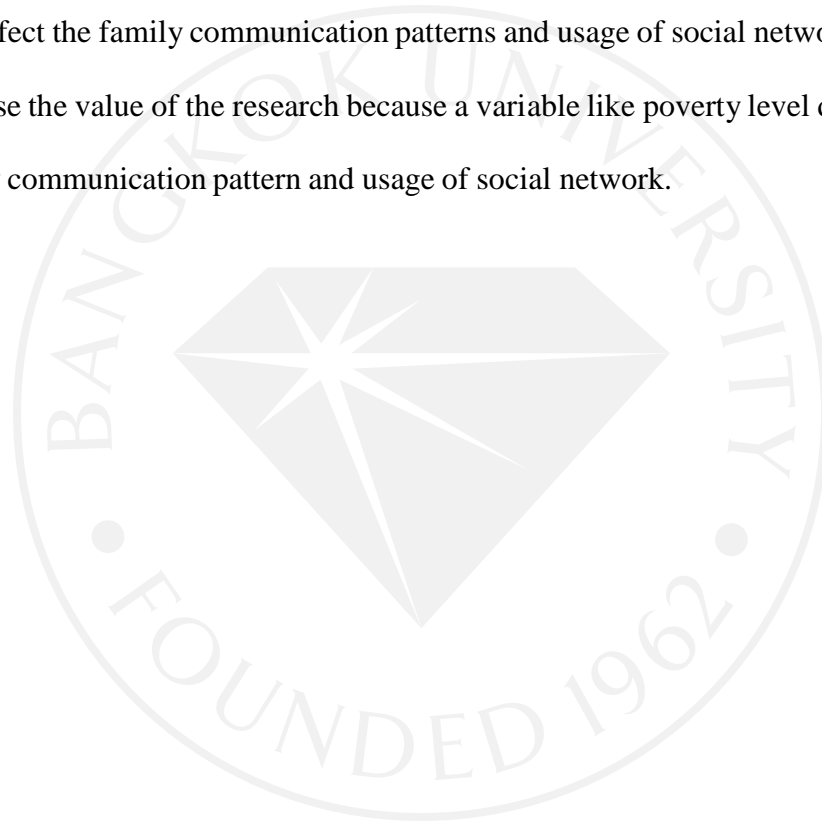 fect the family communication patterns and usage of social netwo
se the value of the research because a variable like poverty level
communication pattern and usage of social network.
BANGKOK UNIVERSITY
FOUNDED 1962